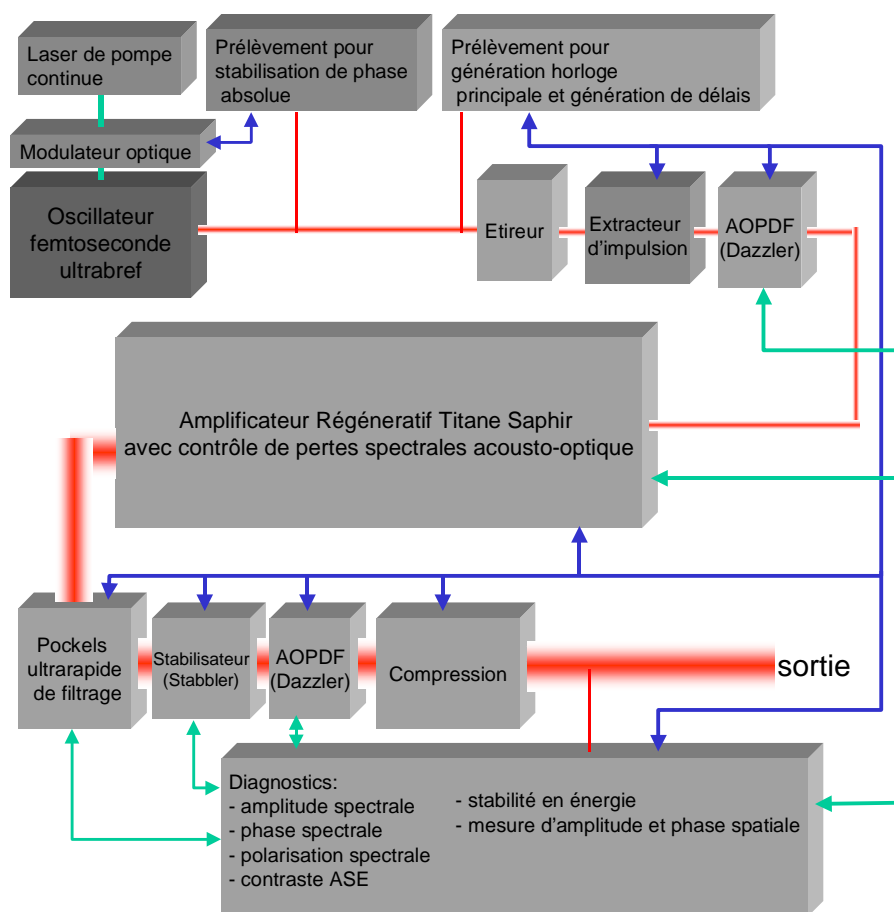 Laser de pompe
continue
Prélèvement pour
stabilisation de phase
absolue
Prélèvement pour
génération horloge
principale et génération de délais
Modulateur optique
Oscillateur
femtoseconde
ultrabref
Etireur
Extracteur
d'impulsion
AOPDF
(Dazzler)
Amplificateur Régéneratif Titane Saphir
avec contrôle de pertes spectrales acousto-optique
Pockels
ultrarapide
de filtrage
Stabilisateur
(Stabbler)
AOPDF
(Dazzler)
Compression
sortie
Diagnostics:
- amplitude spectrale
- phase spectrale
- polarisation spectrale
- contraste ASE
- stabilité en énergie
- mesure d'amplitude et phase spatiale